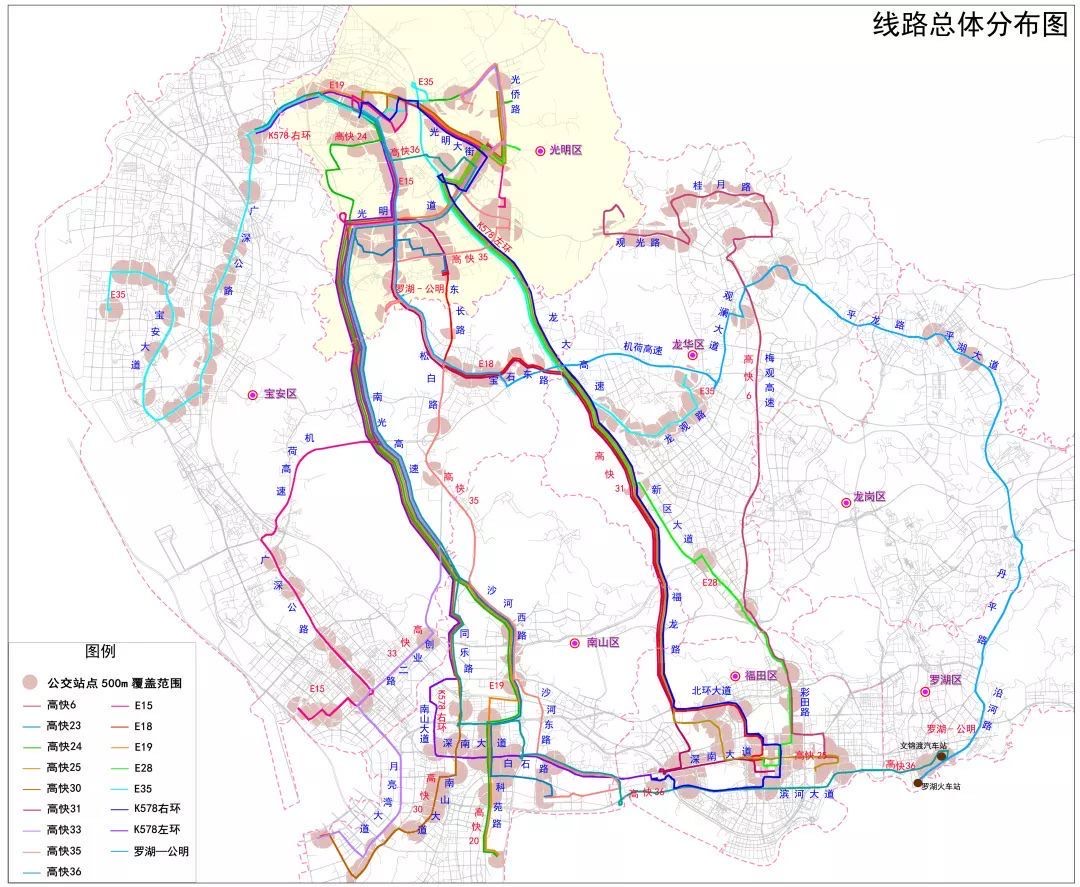 线路总体分布图
E19
E35
光侨路
K578右环
高快24
光明大街
高快36
光明区
E15
桂月路
光明大道
观光路
广深公路
K578左环
高快35
罗湖-公明
E35
宝安大道
东长路
龙大高速
观澜大道
平龙路
平湖大道
机荷高速
龙华区
松白路
E18
宝石东路
高快6
梅观高速
E35
宝安区
南光高速
龙观路
机荷高速
高快35
高快31
新区大道
龙岗区
广深公路
沙河西路
E28
福龙路
丹平路
同乐路
高快33
创业二路
南山区
福田区
罗湖区
E15
K578右环
E19
南山大道
沙河东路
北环大道
彩田路
沿河路
罗湖-公明
文锦渡汽车站
深南大道
白石路
深南大道
高快25
高快36
罗湖火车站
月亮湾大道
高快30
南山大道
科苑路
高快20
高快36
滨河大道
图例
公交站点500m覆盖范围
高快6
E15
高快23
E18
高快24
E19
高快25
E28
高快30
E35
高快31
K578右环
高快33
K578左环
高快35
罗湖—公明
高快36